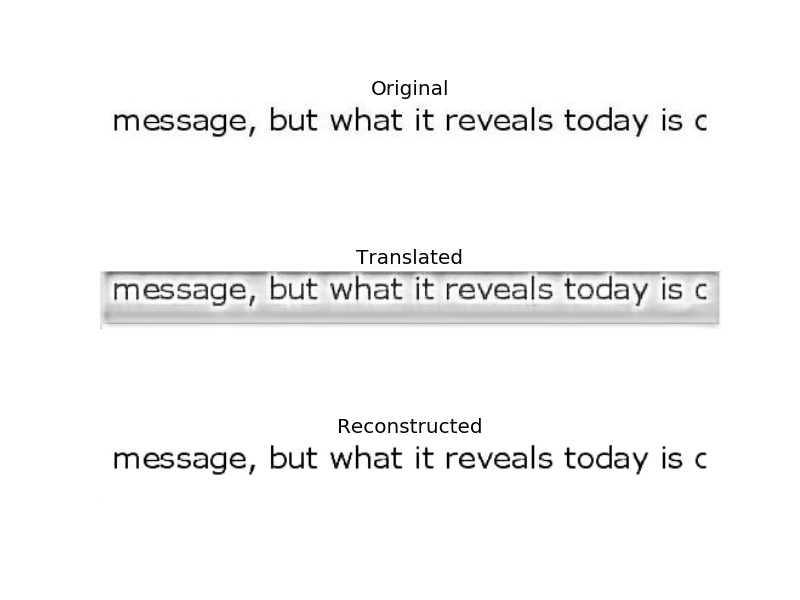 Original
message, but what it reveals today is c
Translated
message, but what it reveals today is c
Reconstructed
message, but what it reveals today is c